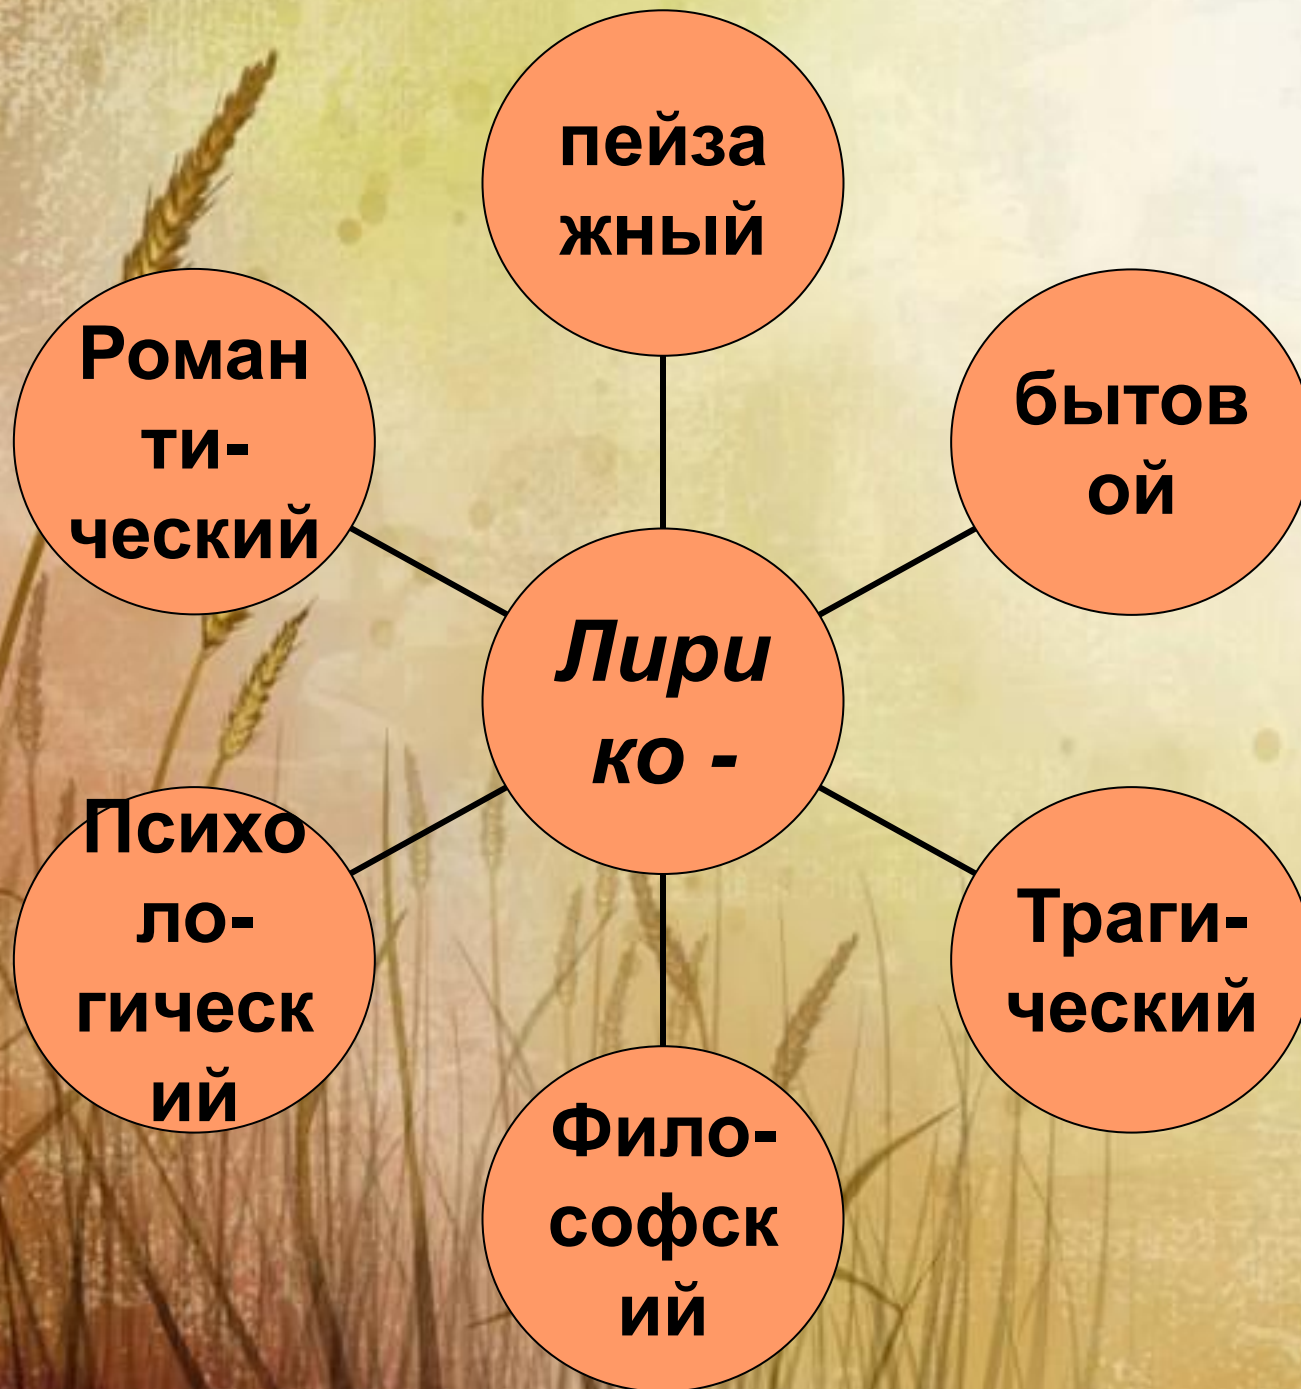 пейза
жный
Роман
ти-
ческий
бытов
ой
Лири
ко -
Психо
ло-
гическ
ий
Траги-
ческий
Фило-
софск
ий